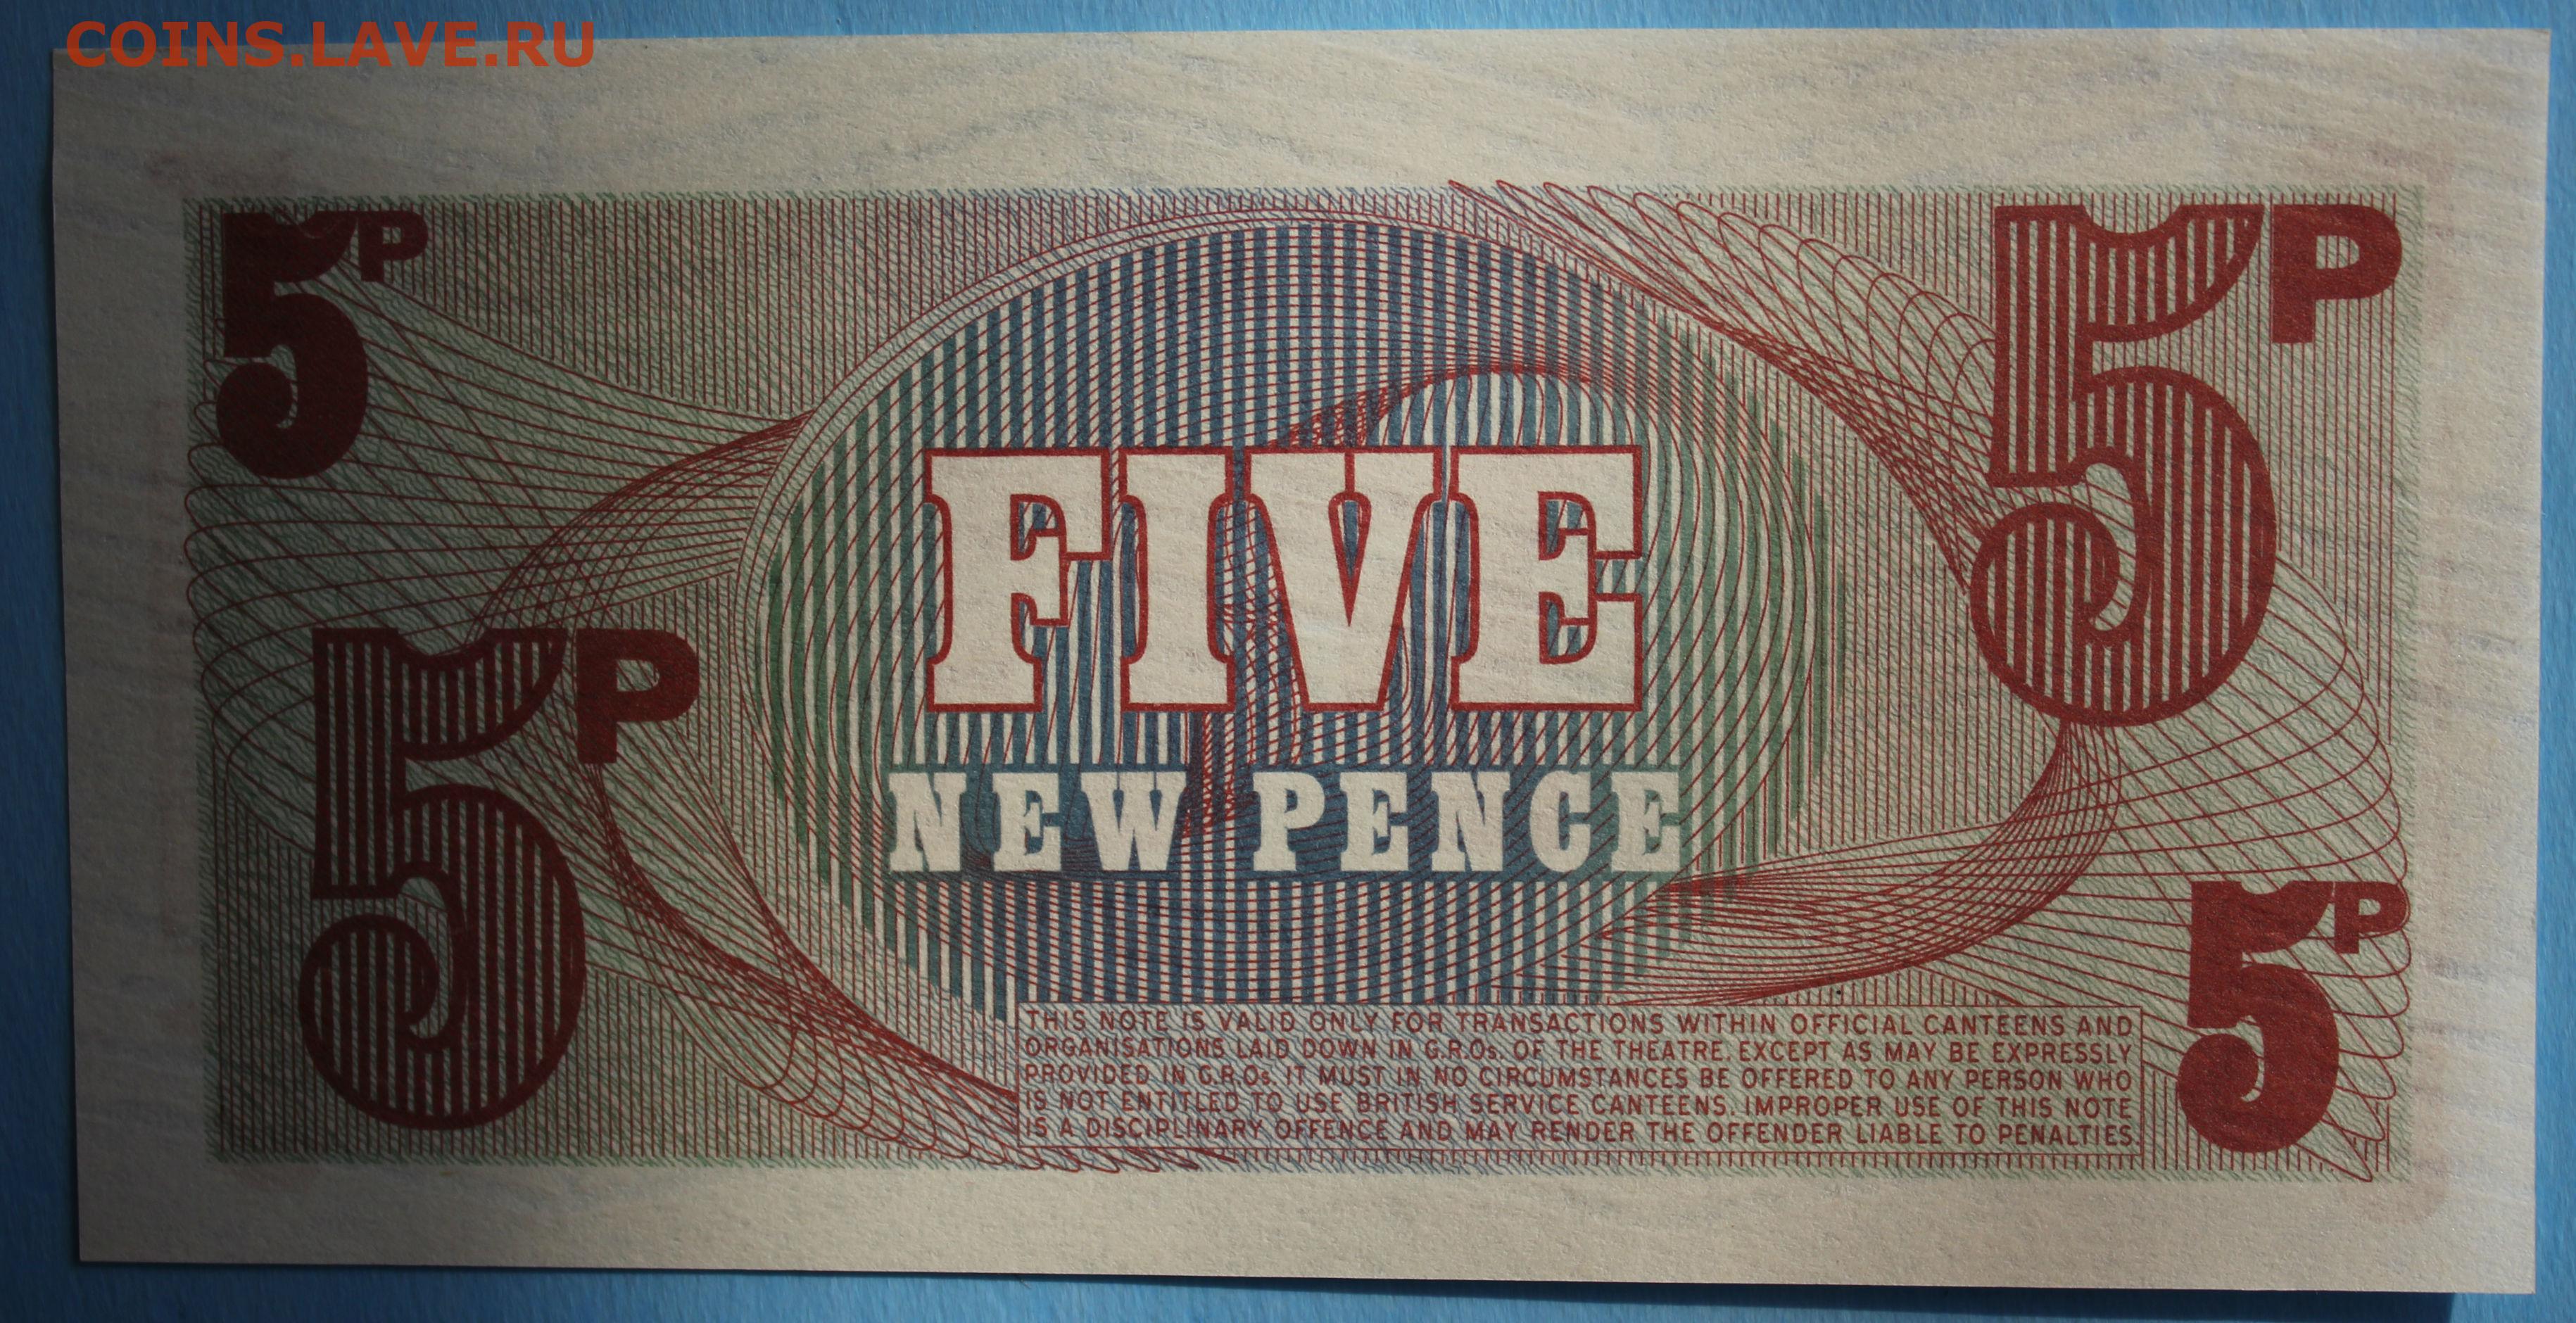 COINS.LAVE.RU
5P
5P
FIVE
5P
NEW PENCE
5P
THIS NOTE IS VALID ONLY FOR TRANSACTIONS WITHIN OFFICIAL CANTEENS AND
ORGANISATIONS LAID DOWN IN G.R.Os. OF THE THEATRE. EXCEPT AS MAY BE EXPRESSLY
PROVIDED IN G.R.Os. IT MUST IN NO CIRCUMSTANCES BE OFFERED TO ANY PERSON WHO
IS NOT ENTITLED TO USE BRITISH SERVICE CANTEENS. IMPROPER USE OF THIS NOTE
IS A DISCIPLINARY OFFENCE AND MAY RENDER THE OFFENDER LIABLE TO PENALTIES.